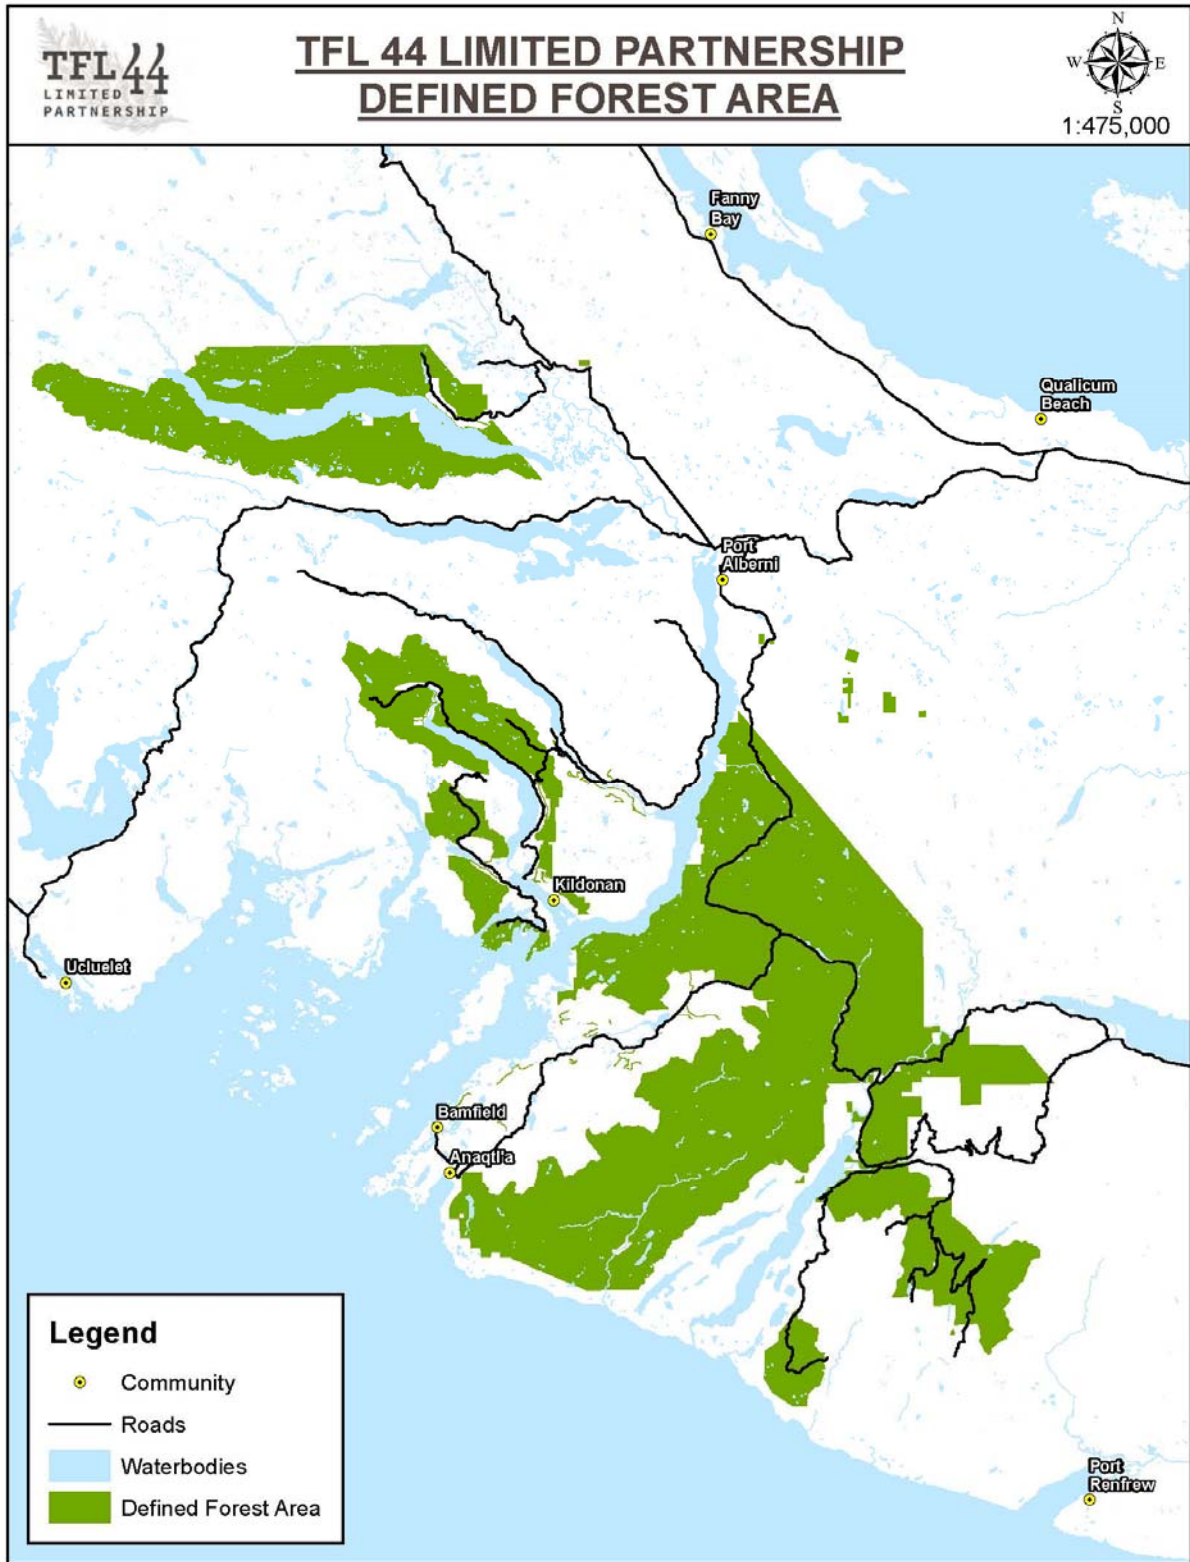 TFL 44
LIMITED
PARTNERSHIP
TFL 44 LIMITED PARTNERSHIP
DEFINED FOREST AREA
N
W E
S
1:475,000
Fanny
Bay
Qualicum
Beach
Port
Alberni
Kildonan
Ucluelet
Bamfield
Anaqtl'a
Port
Renfrew
Legend
Community
Roads
Waterbodies
Defined Forest Area